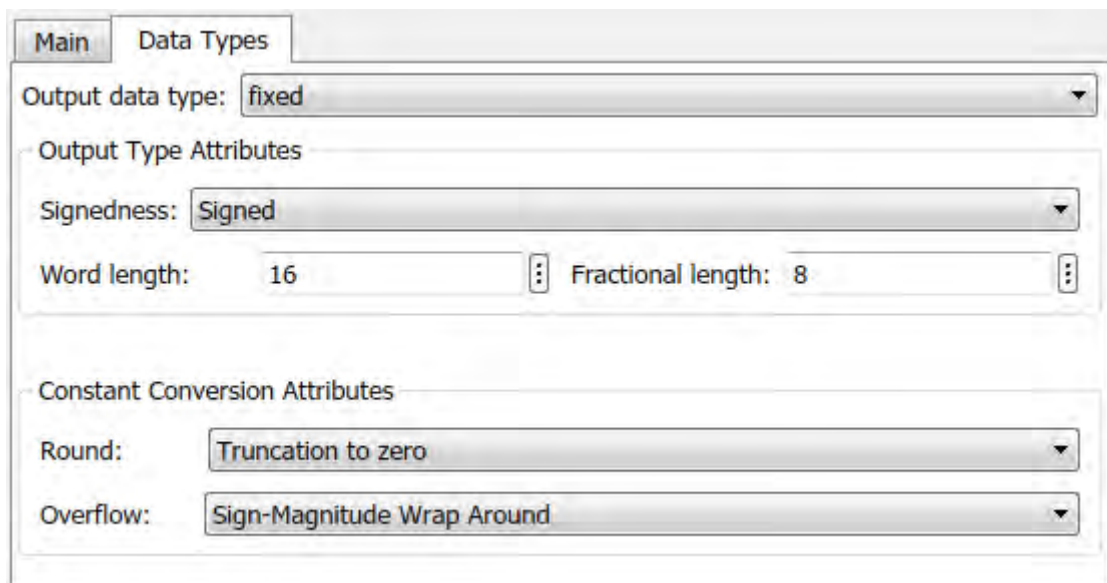 Main Data Types
Output data type: fixed
Output Type Attributes
Signedness: Signed
Word length: 16 Fractional length: 8
Constant Conversion Attributes
Round: Truncation to zero
Overflow: Sign-Magnitude Wrap Around